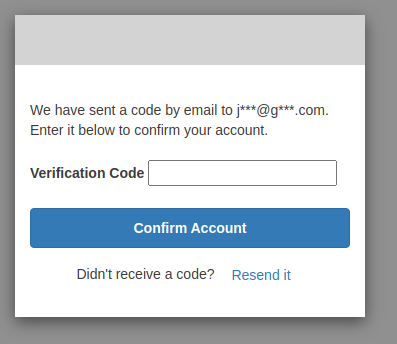 We have sent a code by email to j***@g***.com.
Enter it below to confirm your account.
Verification Code
Confirm Account
Didn't receive a code? Resend it